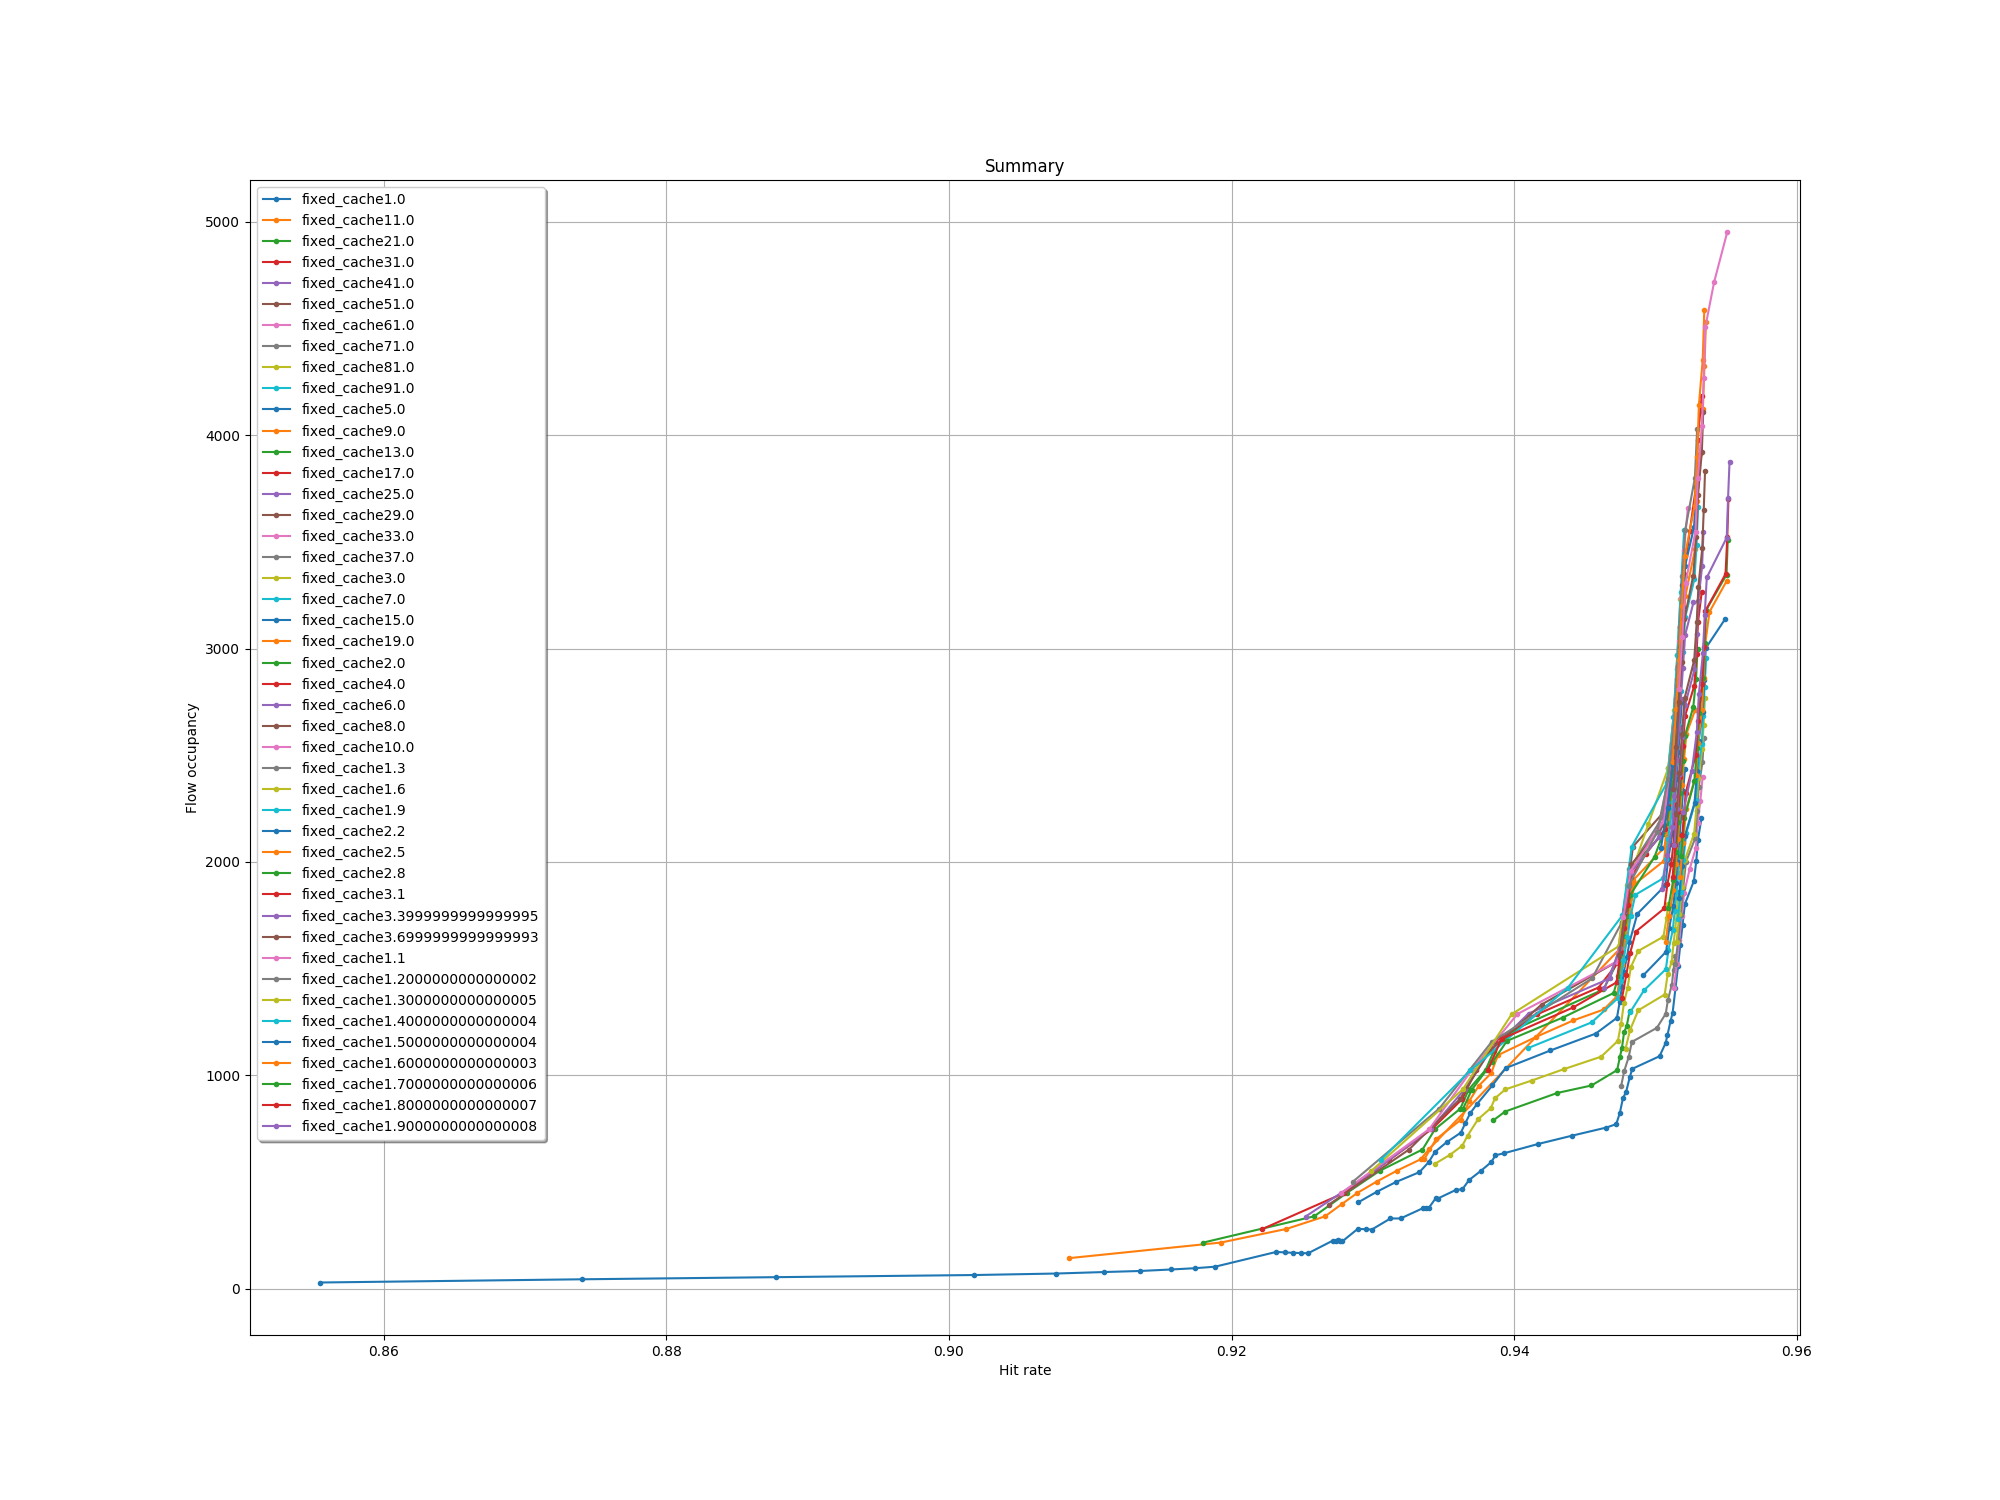 Summary
5000
4000
3000
2000
1000
0
Flow occupancy
fixed_cache1.0
fixed_cache11.0
fixed_cache21.0
fixed_cache31.0
fixed_cache41.0
fixed_cache51.0
fixed_cache61.0
fixed_cache71.0
fixed_cache81.0
fixed_cache91.0
fixed_cache5.0
fixed_cache9.0
fixed_cache13.0
fixed_cache17.0
fixed_cache25.0
fixed_cache29.0
fixed_cache33.0
fixed_cache37.0
fixed_cache3.0
fixed_cache7.0
fixed_cache15.0
fixed_cache19.0
fixed_cache2.0
fixed_cache4.0
fixed_cache6.0
fixed_cache8.0
fixed_cache10.0
fixed_cache1.3
fixed_cache1.6
fixed_cache1.9
fixed_cache2.2
fixed_cache2.5
fixed_cache2.8
fixed_cache3.1
fixed_cache3.3999999999999995
fixed_cache3.6999999999999993
fixed_cache1.1
fixed_cache1.2000000000000002
fixed_cache1.3000000000000005
fixed_cache1.4000000000000004
fixed_cache1.5000000000000004
fixed_cache1.6000000000000003
fixed_cache1.7000000000000006
fixed_cache1.8000000000000007
fixed_cache1.9000000000000008
0.86
0.88
0.90
0.92
0.94
0.96
Hit rate